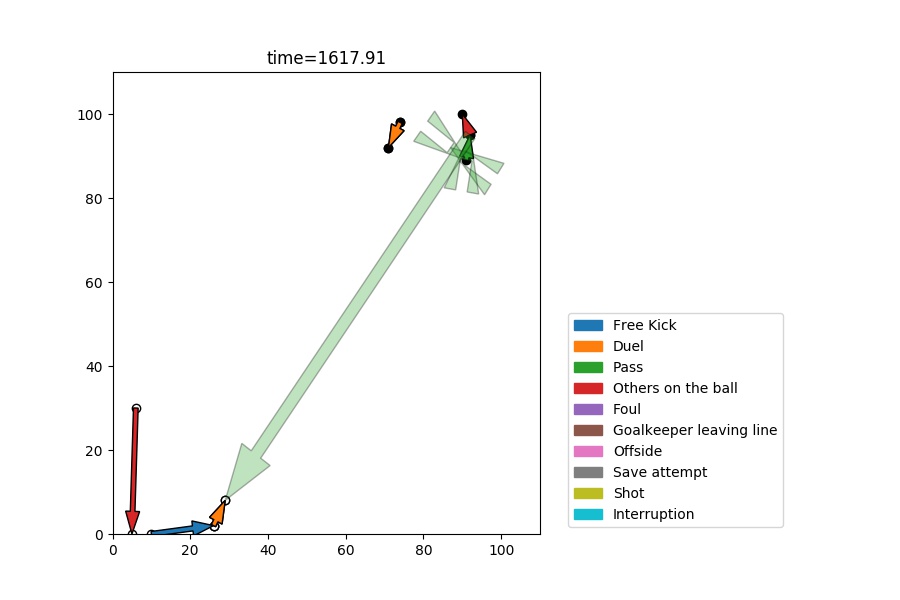 time=1617.91
100
80
60
40
20
0
0 20 40 60 80 100
Free Kick
Duel
Pass
Others on the ball
Foul
Goalkeeper leaving line
Offside
Save attempt
Shot
Interruption